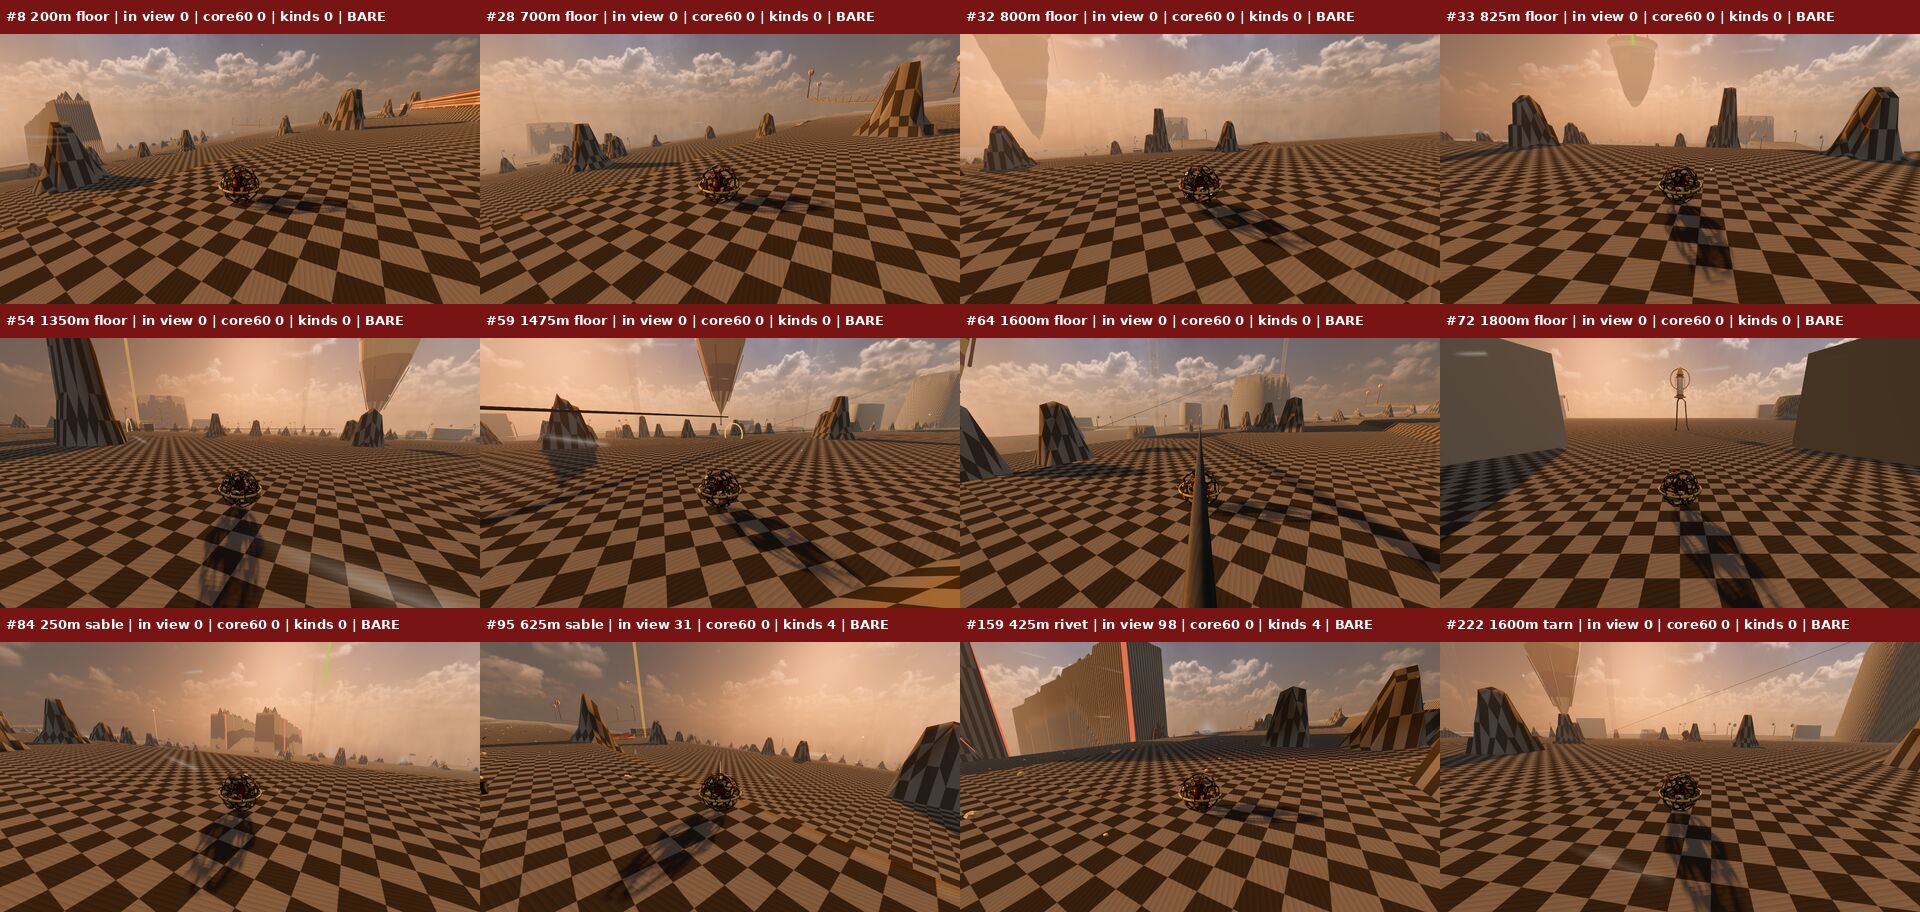 #8 200m floor | in view 0 | core60 0 | kinds 0 | BARE
#28 700m floor | in view 0 | core60 0 | kinds 0 | BARE
#32 800m floor | in view 0 | core60 0 | kinds 0 | BARE
#33 825m floor | in view 0 | core60 0 | kinds 0 | BARE
#54 1350m floor | in view 0 | core60 0 | kinds 0 | BARE
#59 1475m floor | in view 0 | core60 0 | kinds 0 | BARE
#64 1600m floor | in view 0 | core60 0 | kinds 0 | BARE
#72 1800m floor | in view 0 | core60 0 | kinds 0 | BARE
#84 250m sable | in view 0 | core60 0 | kinds 0 | BARE
#95 625m sable | in view 31 | core60 0 | kinds 4 | BARE
#159 425m rivet | in view 98 | core60 0 | kinds 4 | BARE
#222 1600m tarn | in view 0 | core60 0 | kinds 0 | BARE